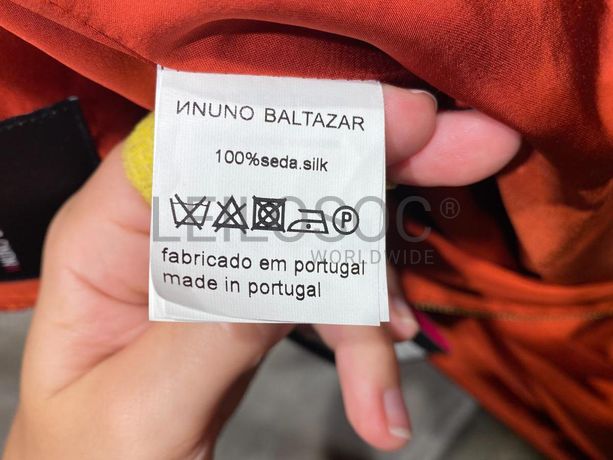 ИNUNO BALTAZAR
100%seda.silk
P
LEILOSOC®
WORLDWIDE
fabricado em portugal
made in portugal